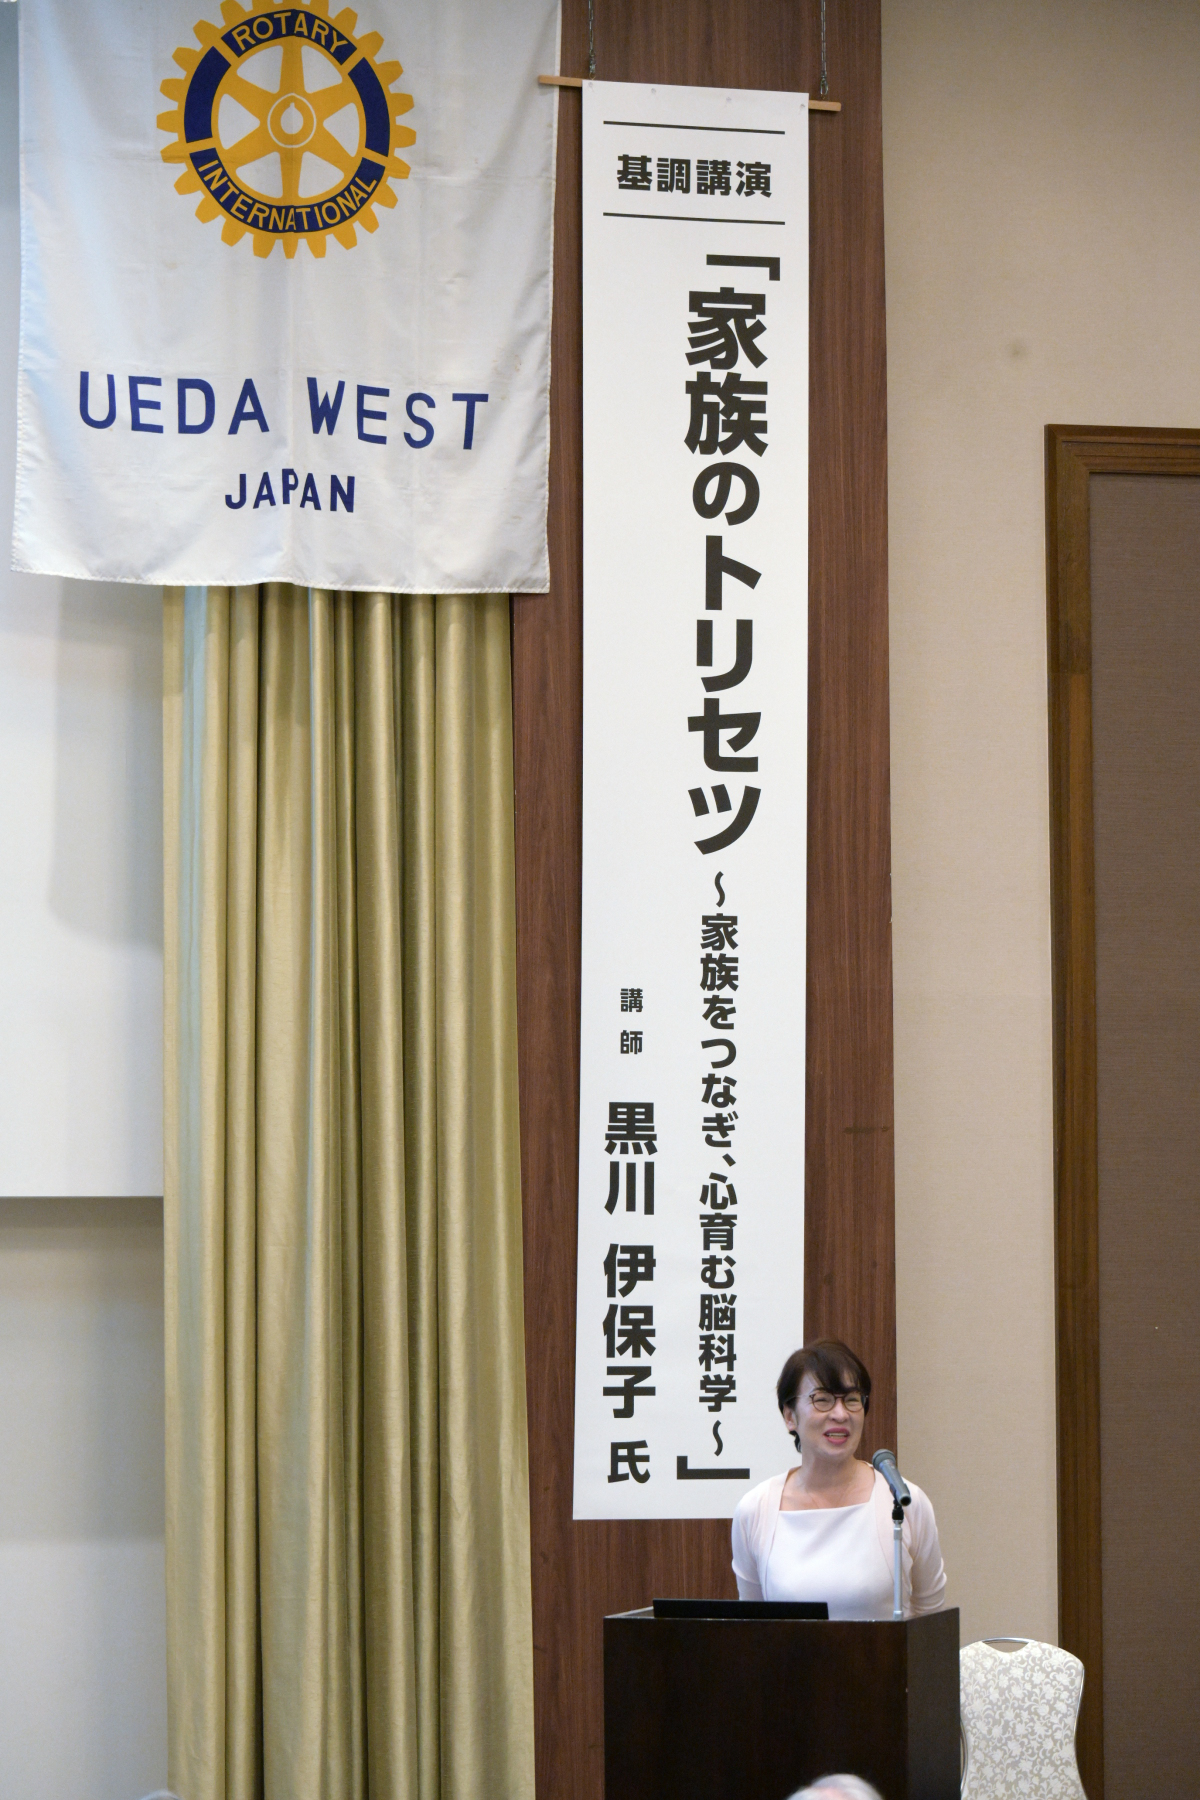 ROTARY
INTERNATIONAL
UEDA WEST
JAPAN
基調講演
「家族のトリセツ 〜家族をつなぎ、心育む脳科学〜」
講師 黒川 伊保子 氏